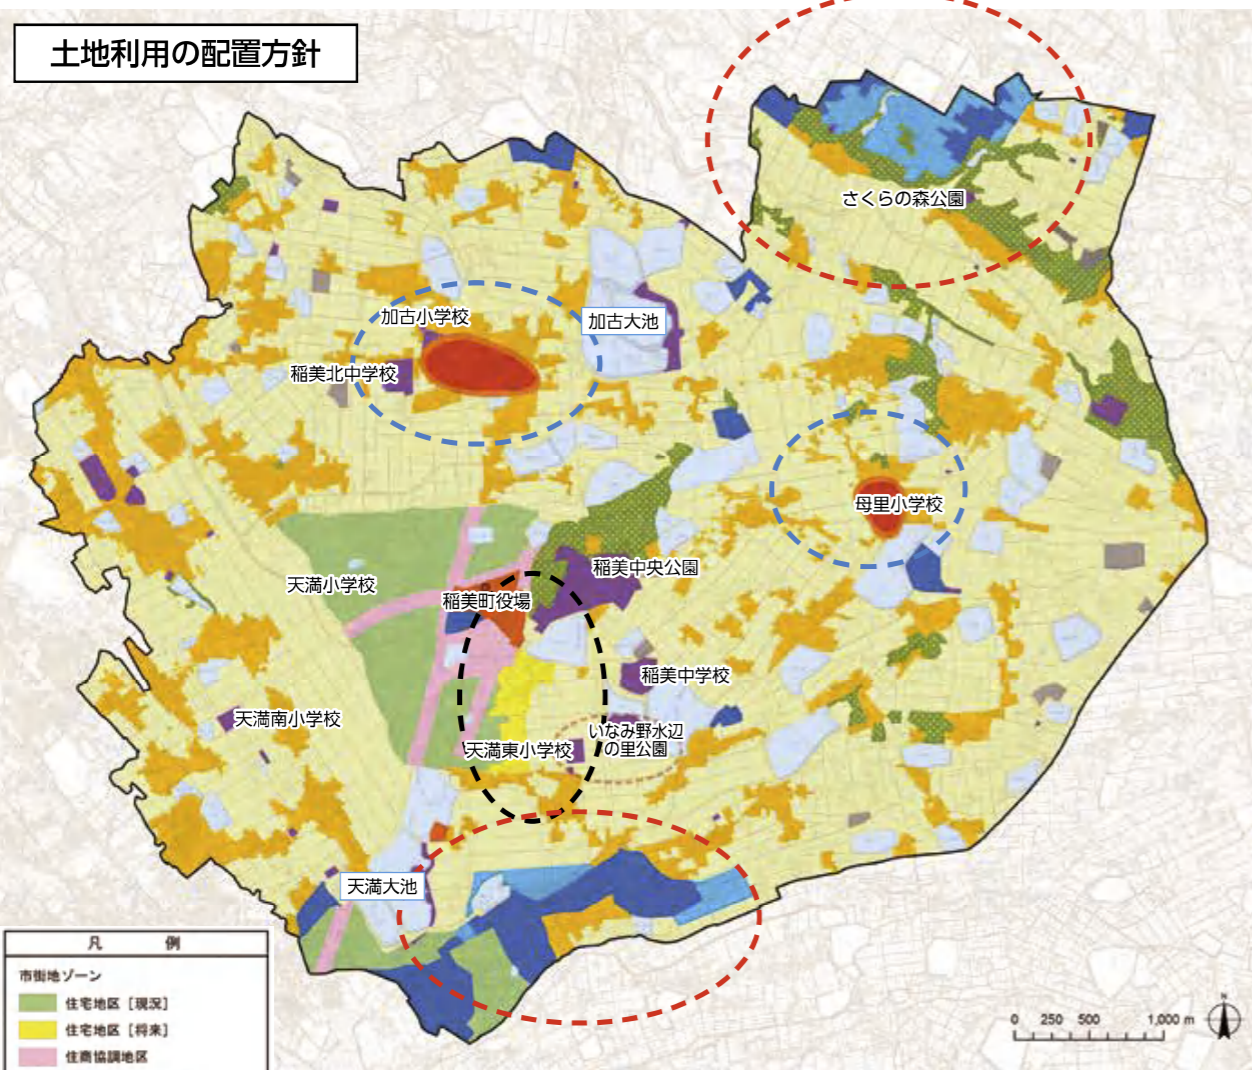 土地利用の配置方針
さくらの森公園
加古小学校
加古大池
稲美北中学校
母里小学校
稲美中央公園
天満小学校
稲美町役場
稲美中学校
天満南小学校
いなみ野水辺
の里公園
天満東小学校
天満大池
凡 例
市街地ゾーン
住宅地区［現況］
住宅地区［将来］
住商協調地区
0 250 500 1,000 m
N